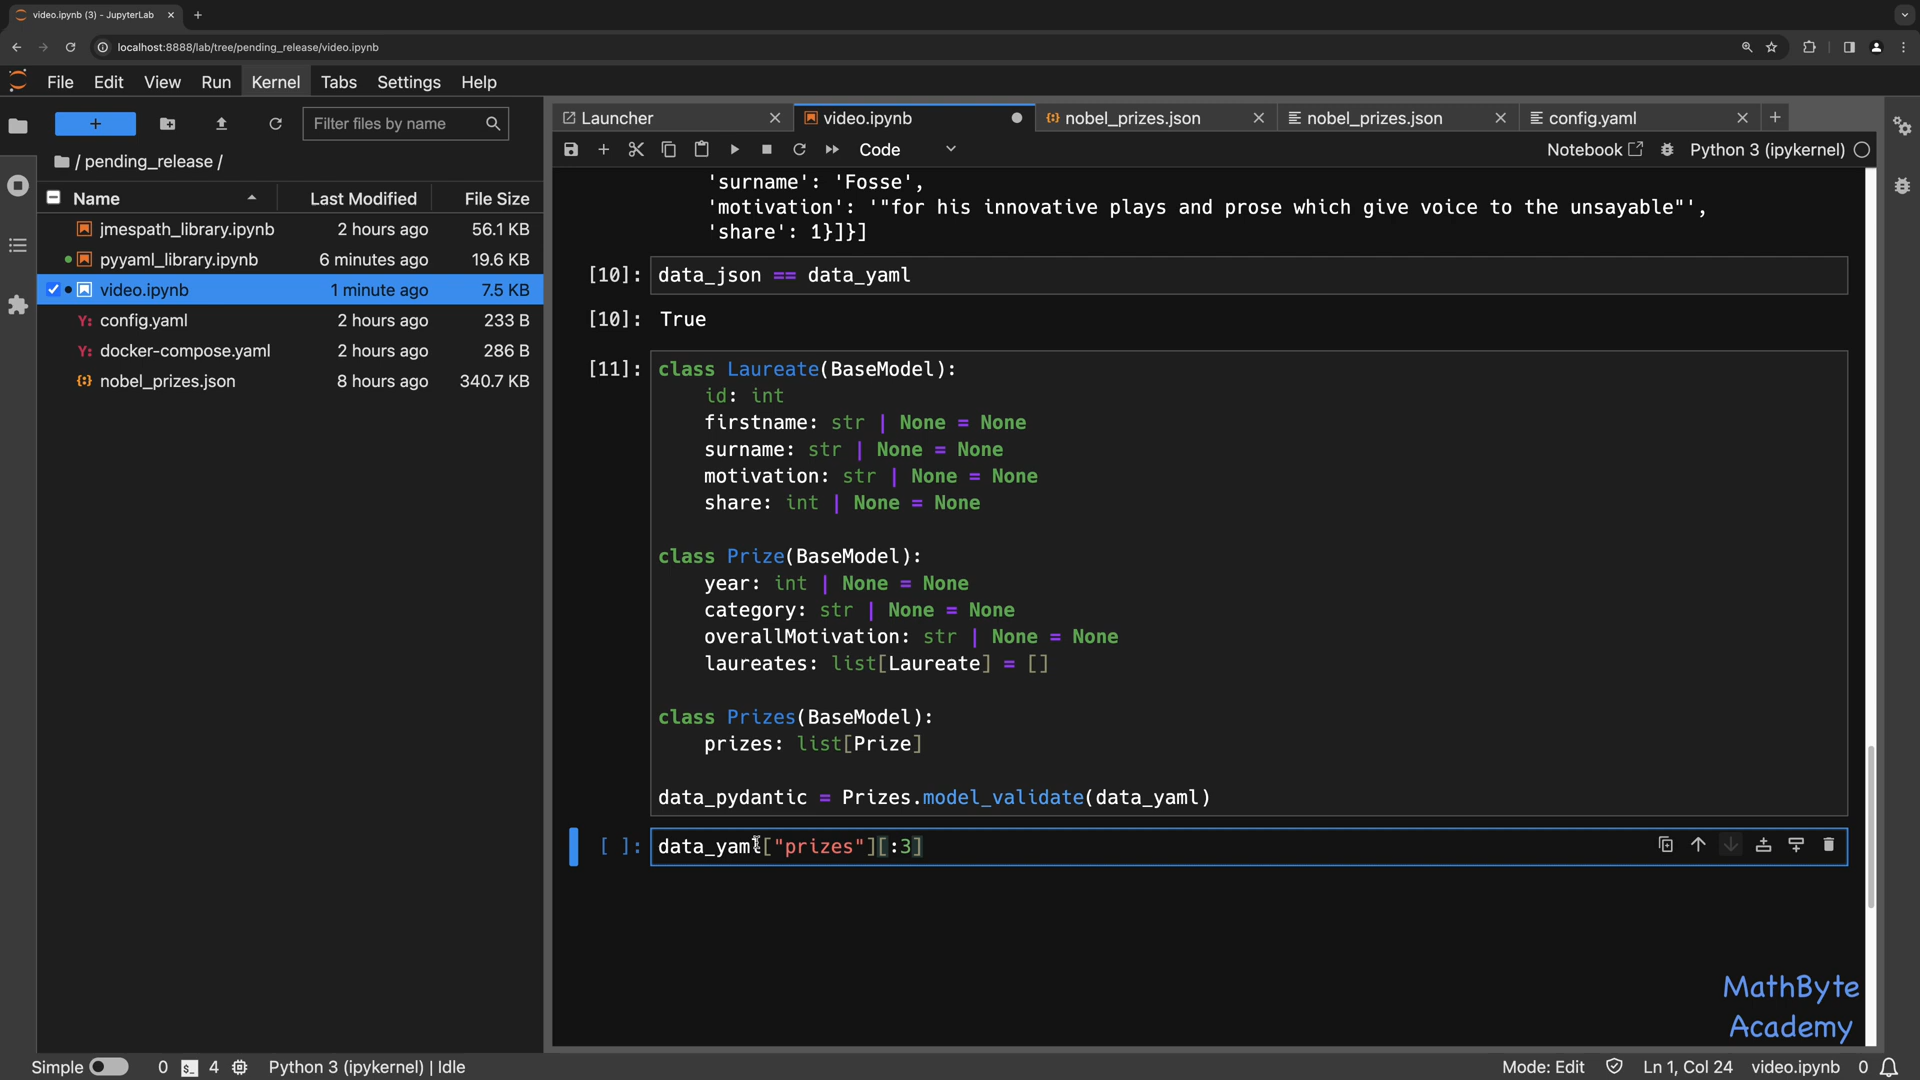 video.ipynb (3) - JupyterLab
localhost:8888/lab/tree/pending_release/video.ipynb
File Edit View Run Kernel Tabs Settings Help
Filter files by name
/ pending_release /
Name Last Modified File Size
jmespath_library.ipynb 2 hours ago 56.1 KB
pyyaml_library.ipynb 6 minutes ago 19.6 KB
video.ipynb 1 minute ago 7.5 KB
config.yaml 2 hours ago 233 B
docker-compose.yaml 2 hours ago 286 B
nobel_prizes.json 8 hours ago 340.7 KB
Launcher video.ipynb nobel_prizes.json nobel_prizes.json config.yaml
Code Notebook Python 3 (ipykernel)
'surname': 'Fosse',
'motivation': '"for his innovative plays and prose which give voice to the unsayable"',
'share': 1}]}]
[10]: data_json == data_yaml
[10]: True
[11]: class Laureate(BaseModel):
id: int
firstname: str | None = None
surname: str | None = None
motivation: str | None = None
share: int | None = None
class Prize(BaseModel):
year: int | None = None
category: str | None = None
overallMotivation: str | None = None
laureates: list[Laureate] = []
class Prizes(BaseModel):
prizes: list[Prize]
data_pydantic = Prizes.model_validate(data_yaml)
[ ]: data_yaml["prizes"][:3]
MathByte
Academy
Simple 0 4 Python 3 (ipykernel) | Idle Mode: Edit Ln 1, Col 24 video.ipynb 0